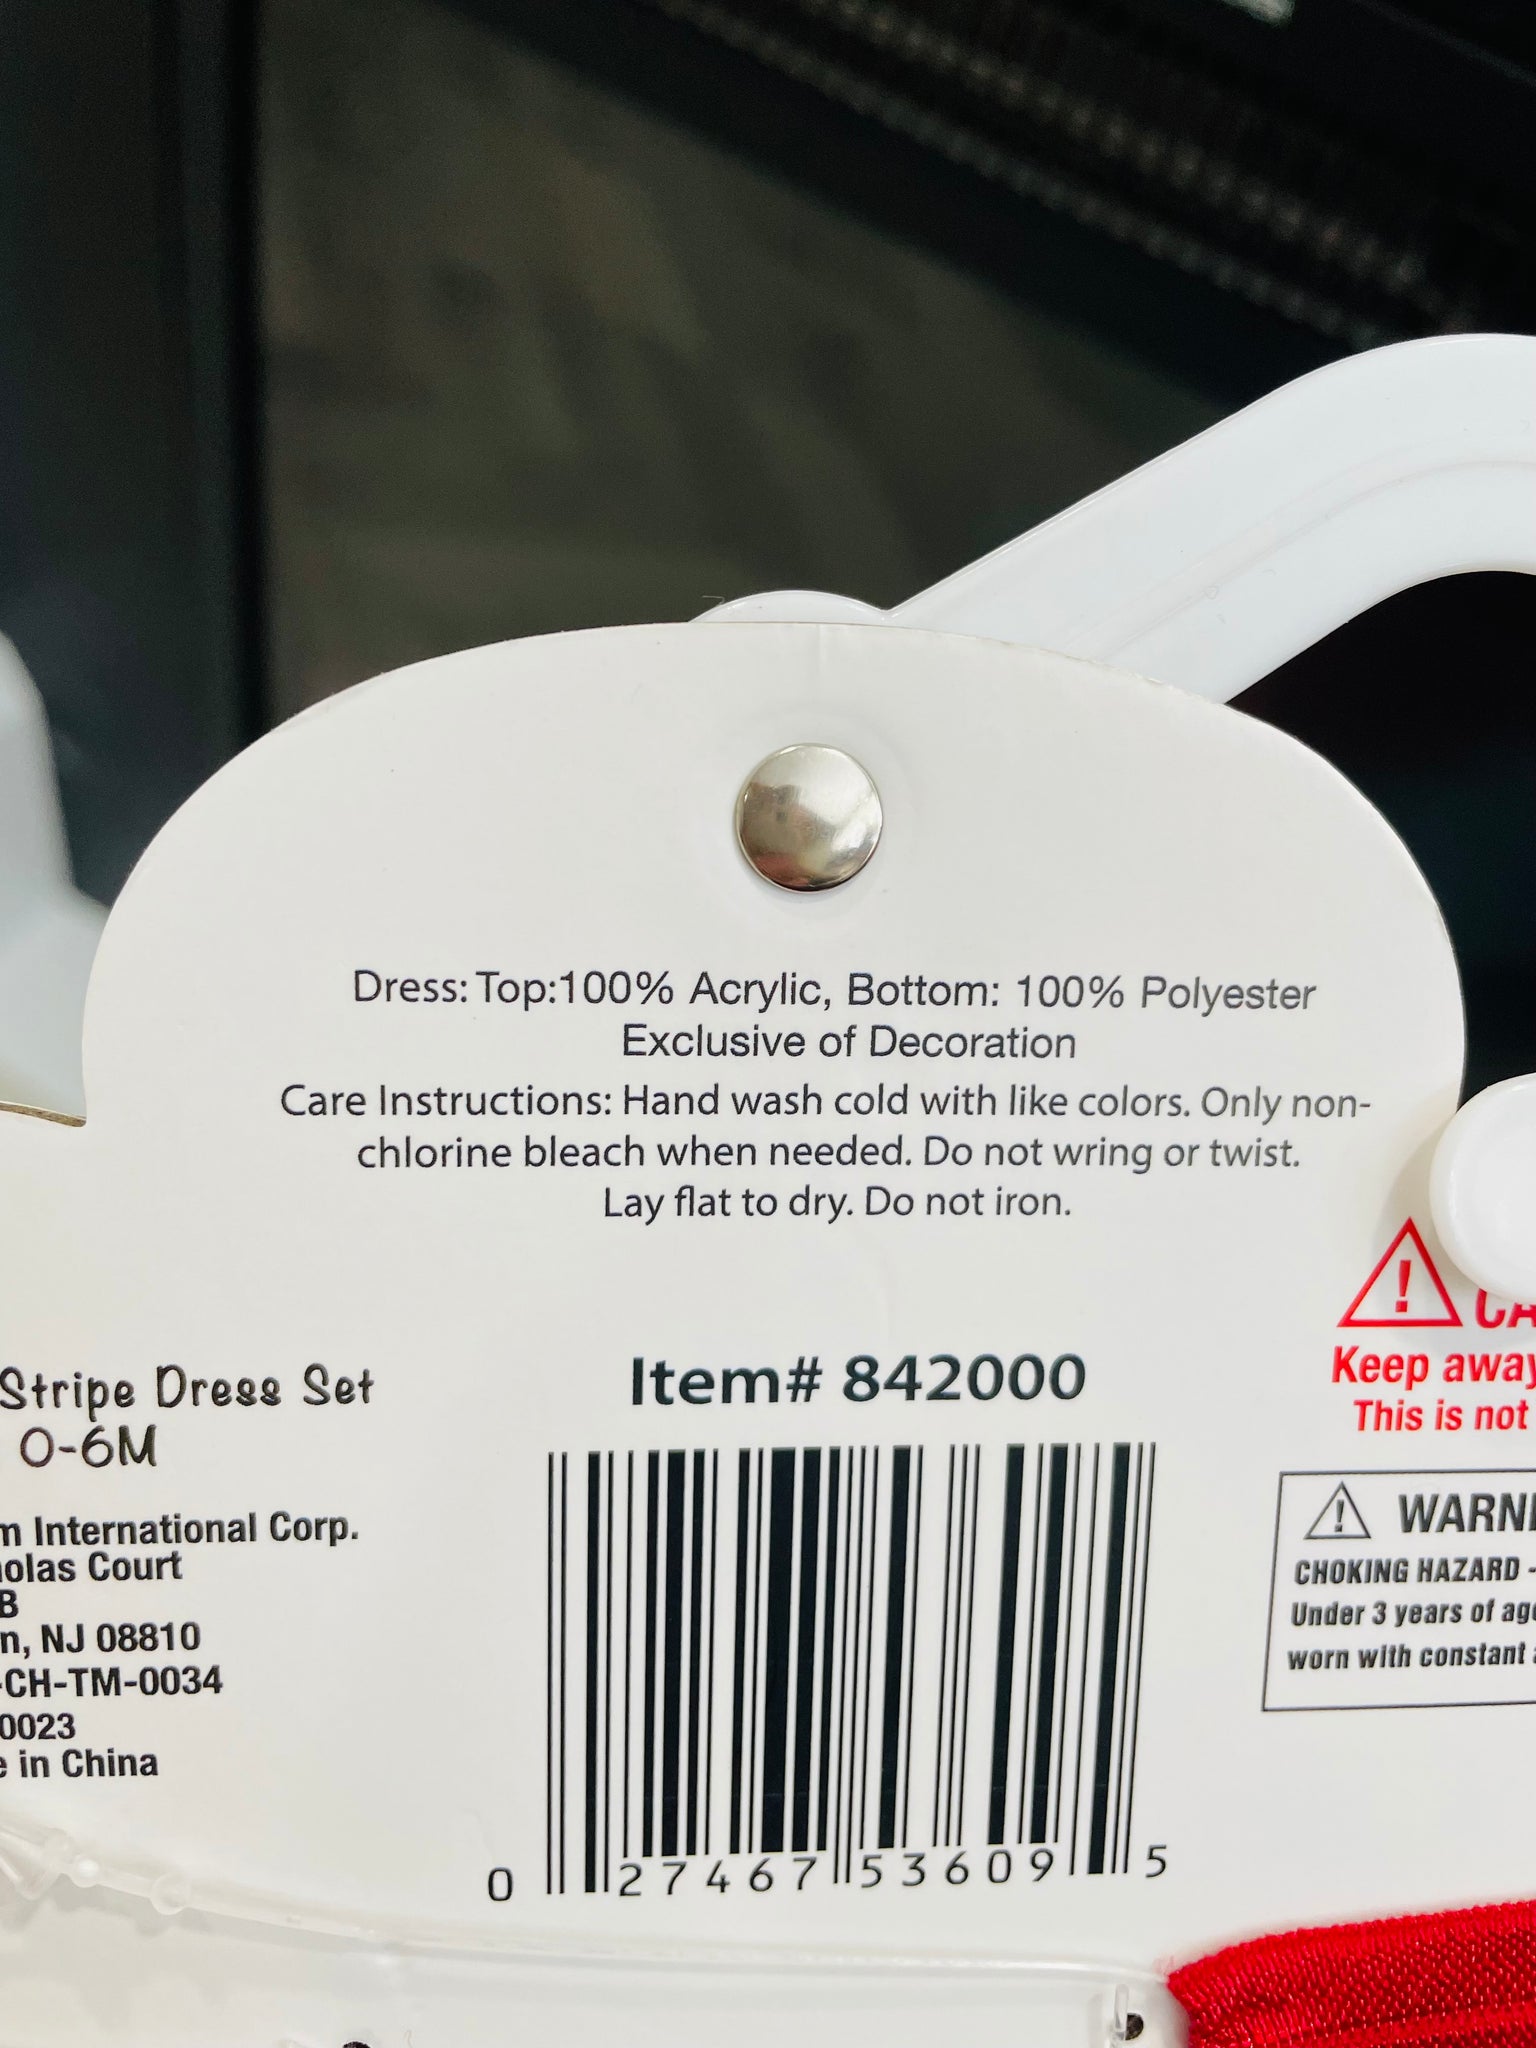 Dress: Top:100% Acrylic, Bottom: 100% Polyester
Exclusive of Decoration
Care Instructions: Hand wash cold with like colors. Only non-
chlorine bleach when needed. Do not wring or twist.
Lay flat to dry. Do not iron.
Stripe Dress Set
0-6M
International Corp.
Court
B
NJ 08810
-CH-TM-0034
0023
in China
Item# 842000
0 27467 53609 5
Keep away
This is not
CHOKING HAZARD -
Under 3 years of
worn with constant